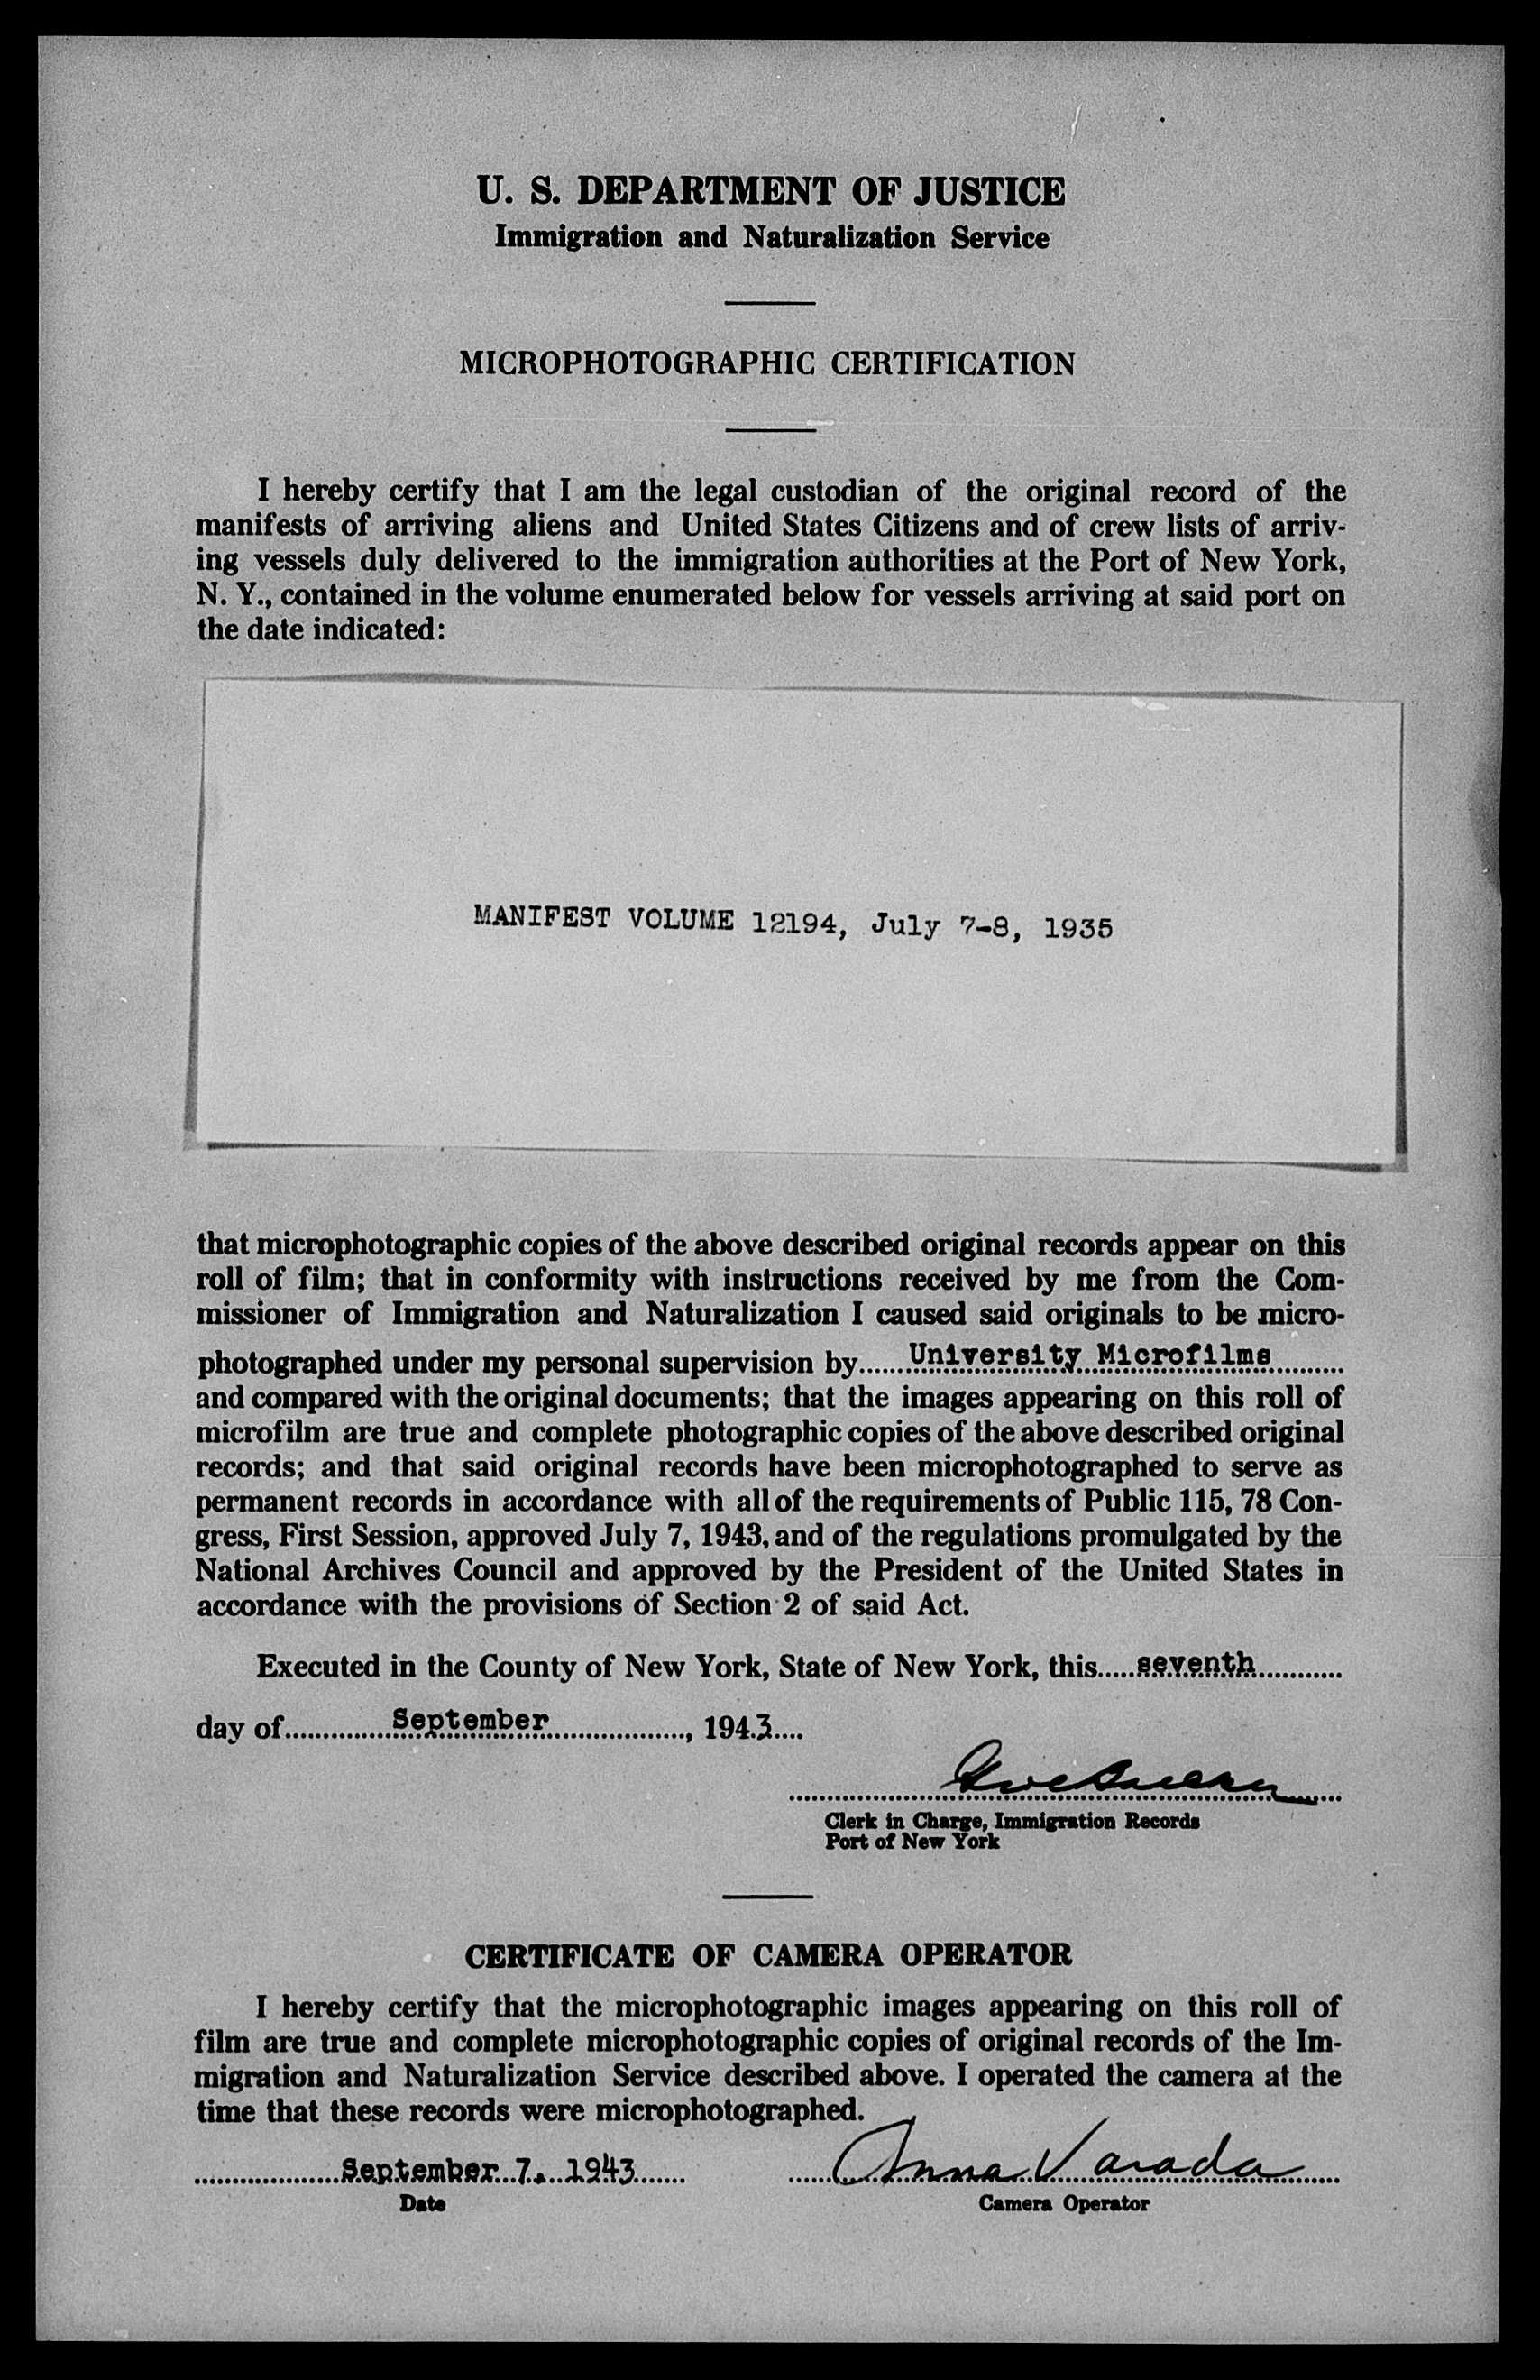 U. S. DEPARTMENT OF JUSTICE
Immigration and Naturalization Service
MICROPHOTOGRAPHIC CERTIFICATION
I hereby certify that I am the legal custodian of the original record of the
manifests of arriving aliens and United States Citizens and of crew lists of arriv-
ing vessels duly delivered to the immigration authorities at the Port of New York,
N. Y., contained in the volume enumerated below for vessels arriving at said port on
the date indicated:
MANIFEST VOLUME 12194, July 7-8, 1935
that microphotographic copies of the above described original records appear on this
roll of film; that in conformity with instructions received by me from the Com-
missioner of Immigration and Naturalization I caused said originals to be micro-
photographed under my personal supervision by......University Microfilms..........
and compared with the original documents; that the images appearing on this roll of
microfilm are true and complete photographic copies of the above described original
records; and that said original records have been microphotographed to serve as
permanent records in accordance with all of the requirements of Public 115, 78 Con-
gress, First Session, approved July 7, 1943, and of the regulations promulgated by the
National Archives Council and approved by the President of the United States in
accordance with the provisions of Section 2 of said Act.
Executed in the County of New York, State of New York, this.....seventh............
day of..............September.................., 194.3....
Clerk in Charge, Immigration Records
Port of New York
CERTIFICATE OF CAMERA OPERATOR
I hereby certify that the microphotographic images appearing on this roll of
film are true and complete microphotographic copies of original records of the Im-
migration and Naturalization Service described above. I operated the camera at the
time that these records were microphotographed.
September 7, 1943 Anna Varada
Date Camera Operator